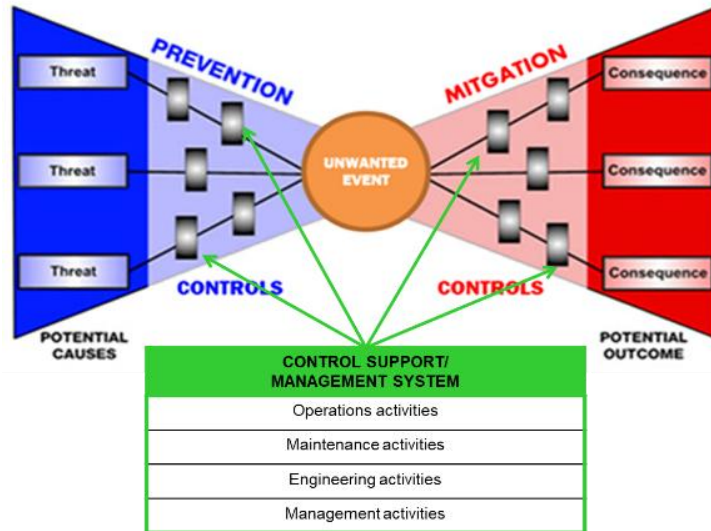 PREVENTION
MITGATION
Threat
Consequence
Threat
UNWANTED
EVENT
Consequence
Threat
Consequence
CONTROLS
CONTROLS
POTENTIAL
CAUSES
POTENTIAL
OUTCOME
CONTROL SUPPORT/
MANAGEMENT SYSTEM
Operations activities
Maintenance activities
Engineering activities
Management activities